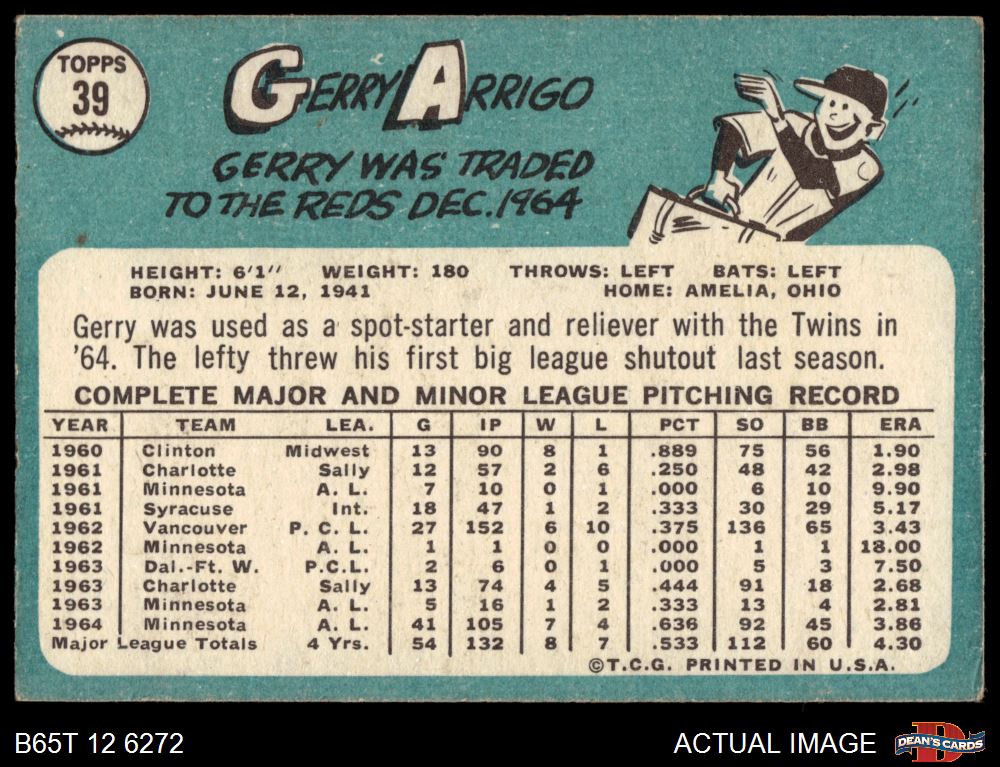 TOPPS
39
GERRY ARRIGO
GERRY WAS TRADED
TO THE REDS DEC. 1964
HEIGHT: 6'1" WEIGHT: 180 THROWS: LEFT BATS: LEFT
BORN: JUNE 12, 1941 HOME: AMELIA, OHIO
Gerry was used as a spot-starter and reliever with the Twins in
'64. The lefty threw his first big league shutout last season.
COMPLETE MAJOR AND MINOR LEAGUE PITCHING RECORD
YEAR TEAM LEA. G IP W L PCT SO BB ERA
1960 Clinton Midwest 13 90 8 1 .889 75 56 1.90
1961 Charlotte Sally 12 57 2 6 .250 48 42 2.98
1961 Minnesota A. L. 7 10 0 1 .000 6 10 9.90
1961 Syracuse Int. 18 47 1 2 .333 30 29 5.17
1962 Vancouver P. C. L. 27 152 6 10 .375 136 65 3.43
1962 Minnesota A. L. 1 1 0 0 .000 1 1 18.00
1963 Dal.-Ft. W. P.C.L. 2 6 0 1 .000 5 3 7.50
1963 Charlotte Sally 13 74 4 5 .444 91 18 2.68
1963 Minnesota A. L. 5 16 1 2 .333 13 4 2.81
1964 Minnesota A. L. 41 105 7 4 .636 92 45 3.86
Major League Totals 4 Yrs. 54 132 8 7 .533 112 60 4.30
©T.C.G. PRINTED IN U.S.A.
B65T 12 6272 ACTUAL IMAGE
D
DEAN'S CARDS